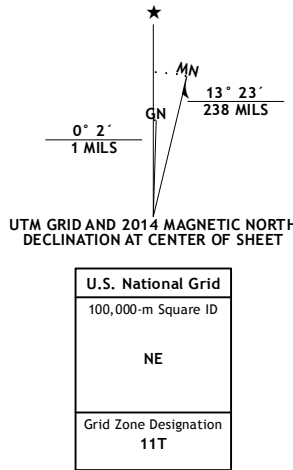 ★
MN
GN
13° 23´
238 MILS
0° 2´
1 MILS
UTM GRID AND 2014 MAGNETIC NORTH
DECLINATION AT CENTER OF SHEET
U.S. National Grid
100,000-m Square ID
NE
Grid Zone Designation
11T